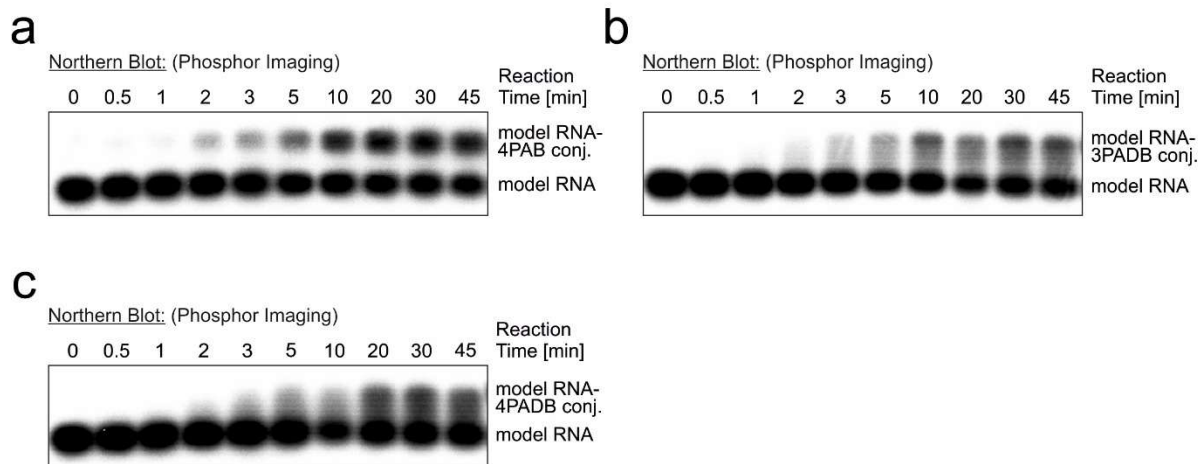 a
Northern Blot: (Phosphor Imaging)
Reaction
0 0.5 1 2 3 5 10 20 30 45 Time [min]
model RNA-
4PAB conj.
model RNA
b
Northern Blot: (Phosphor Imaging)
Reaction
0 0.5 1 2 3 5 10 20 30 45 Time [min]
model RNA-
3PADB conj.
model RNA
c
Northern Blot: (Phosphor Imaging)
Reaction
0 0.5 1 2 3 5 10 20 30 45 Time [min]
model RNA-
4PADB conj.
model RNA